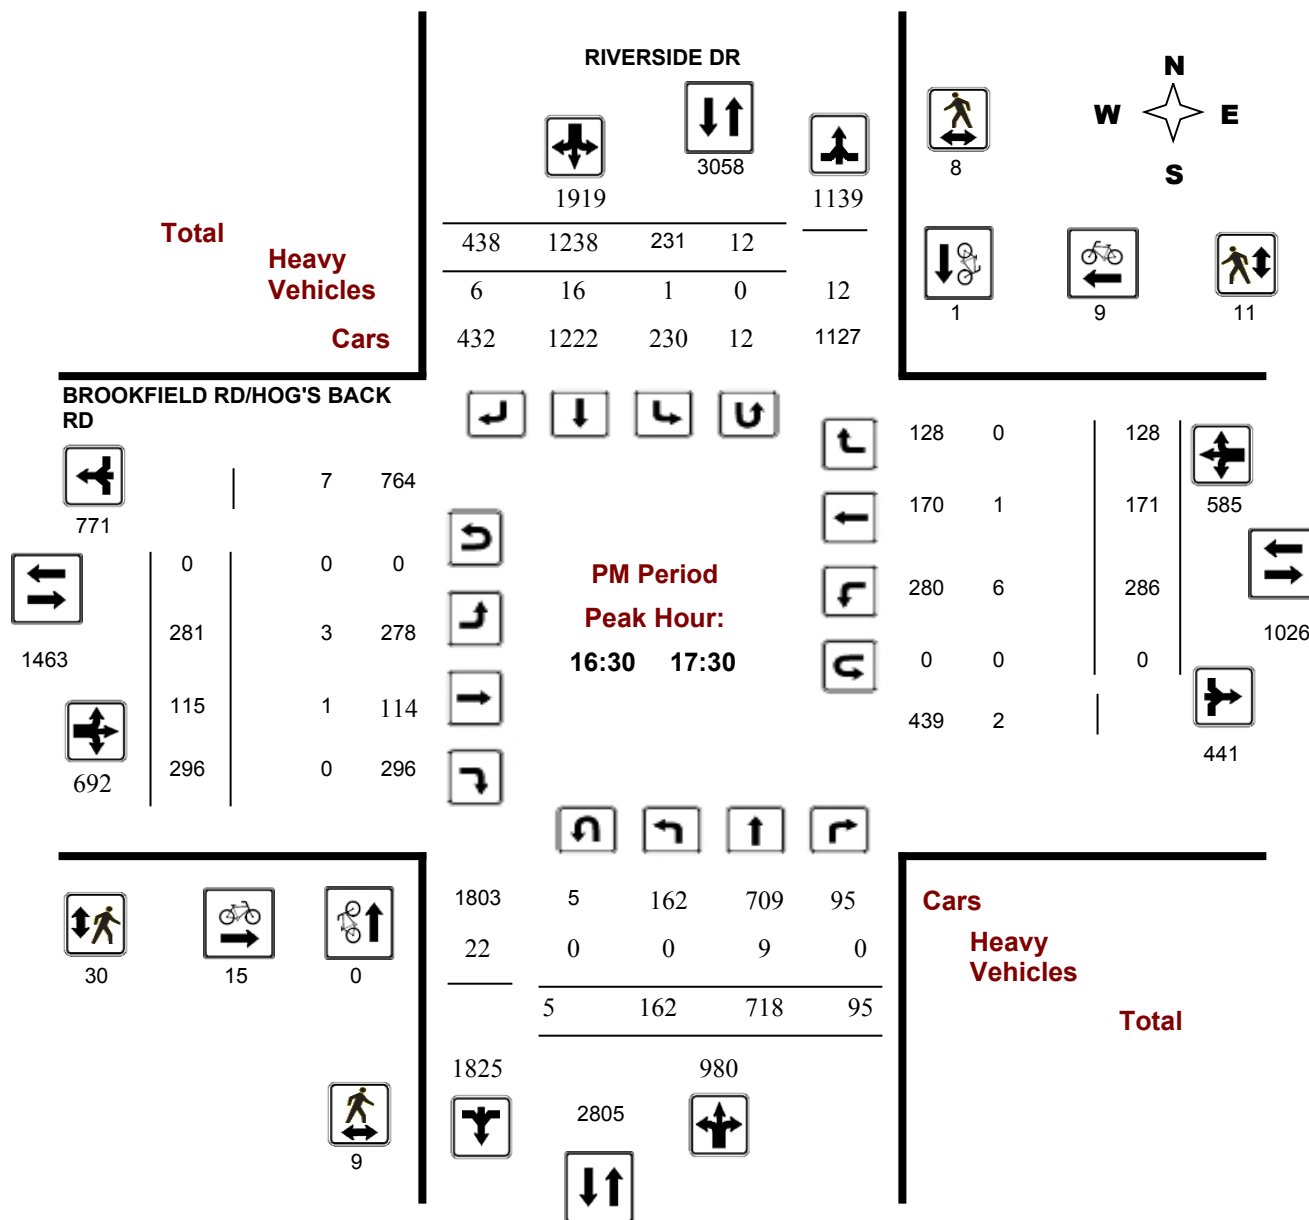 RIVERSIDE DR
N
W E
S
3058
8
1919 1139
Total 438 1238 231 12
Heavy
Vehicles 6 16 1 0 12
1 9 11
Cars 432 1222 230 12 1127
BROOKFIELD RD/HOG'S BACK
RD
128 0 128
7 764
771
170 1 171 585
0 0 0
PM Period
280 6 286
Peak Hour:
281 3 278
1026
1463
16:30 17:30
0 0 0
115 1 114
439 2
441
692 296 0 296
1803 5 162 709 95 Cars
22 0 0 9 0 Heavy
Vehicles
30 15 0
5 162 718 95
Total
1825 980
2805
9